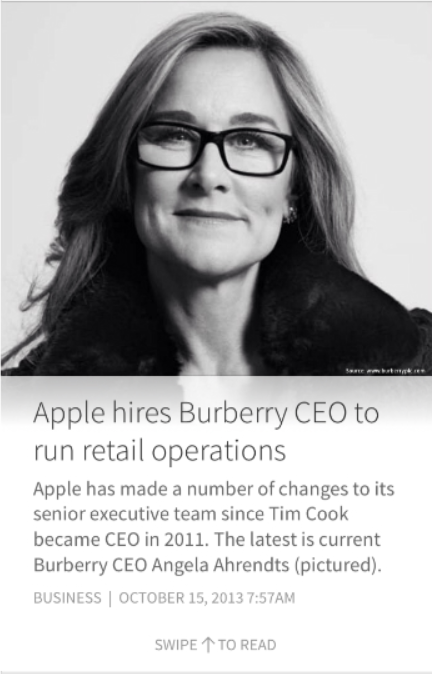 Source: www.burberryplc.com
Apple hires Burberry CEO to
run retail operations
Apple has made a number of changes to its
senior executive team since Tim Cook
became CEO in 2011. The latest is current
Burberry CEO Angela Ahrendts (pictured).
BUSINESS | OCTOBER 15, 2013 7:57AM
SWIPE ↑ TO READ